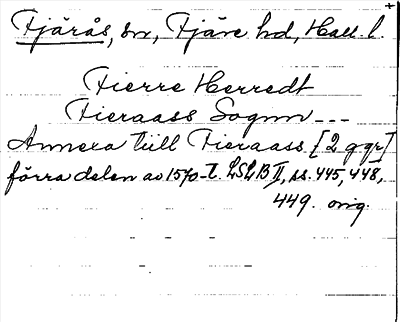 Fjärås, sn, Fjäre hd, Hall. l.
Fierre Herredt
Fieraass Sognn ---
Annexa till Fieraass [2 ggr]
förra delen av 1570-t. LSLB II, ss. 445, 448,
449. orig.